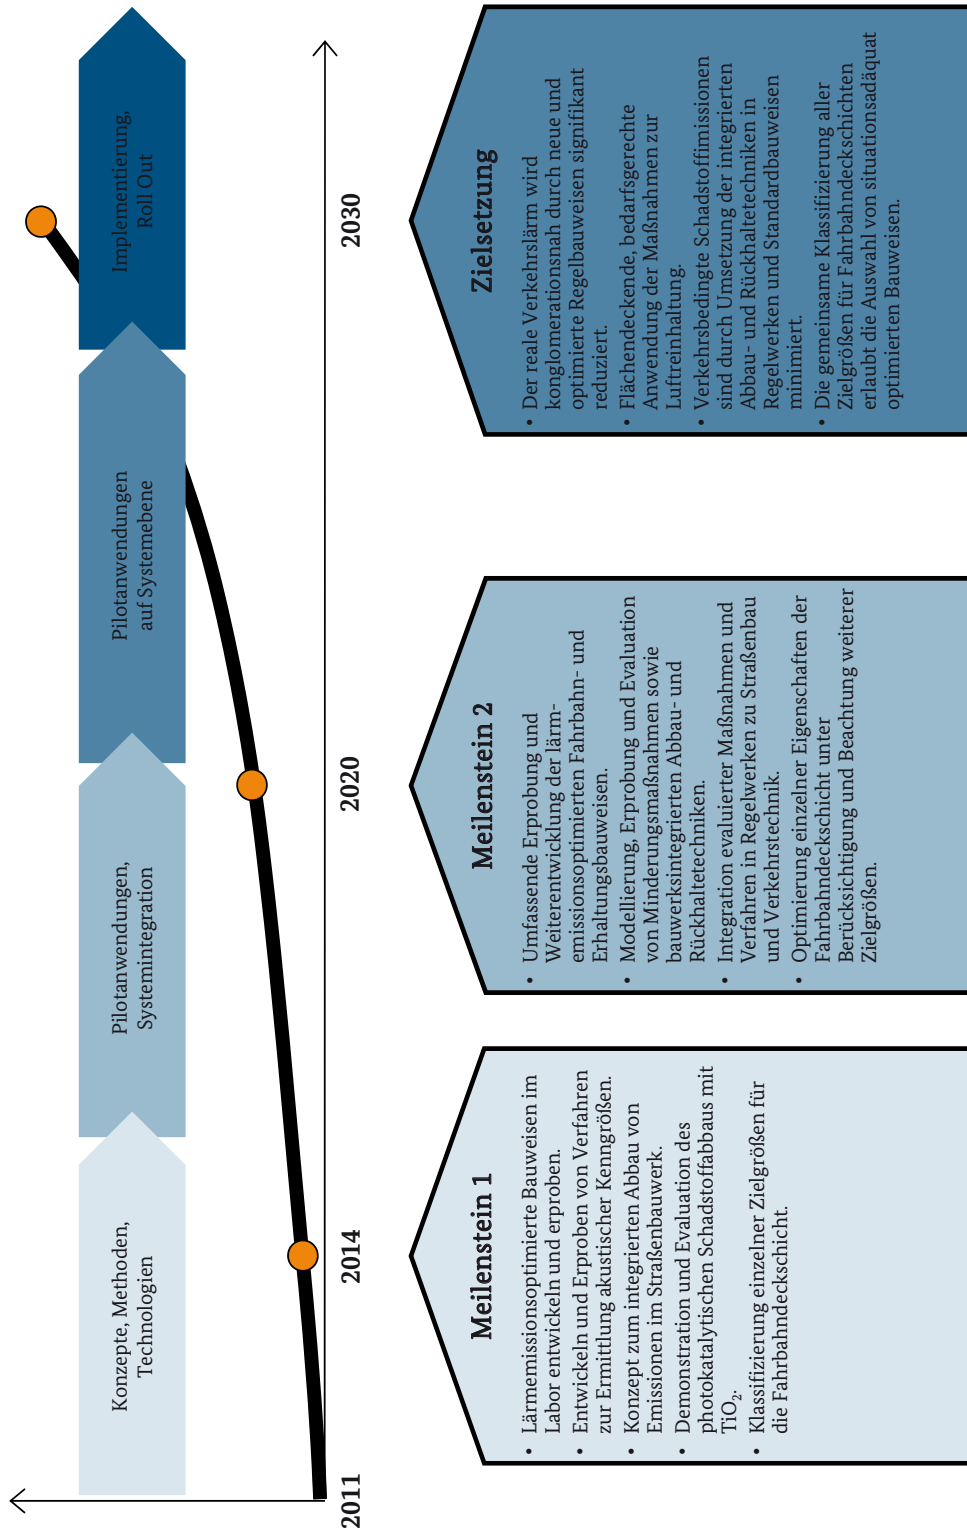 Konzepte, Methoden,
Technologien
Pilotanwendungen,
Systemintegration
Pilotanwendungen
auf Systemebene
Implementierung,
Roll Out
2011
2014
2020
2030
Meilenstein 1
• Lärmemissionsoptimierte Bauweisen im
Labor entwickeln und erproben.
• Entwickeln und Erproben von Verfahren
zur Ermittlung akustischer Kenngrößen.
• Konzept zum integrierten Abbau von
Emissionen im Straßenbauwerk.
• Demonstration und Evaluation des
photokatalytischen Schadstoffabbaus mit
TiO₂.
• Klassifizierung einzelner Zielgrößen für
die Fahrbahndeckschicht.
Meilenstein 2
• Umfassende Erprobung und
Weiterentwicklung der lärm-
emissionsoptimierten Fahrbahn- und
Erhaltungsbauweisen.
• Modellierung, Erprobung und Evaluation
von Minderungsmaßnahmen sowie
bauwerksintegrierten Abbau- und
Rückhaltetechniken.
• Integration evaluierter Maßnahmen und
Verfahren in Regelwerken zu Straßenbau
und Verkehrstechnik.
• Optimierung einzelner Eigenschaften der
Fahrbahndeckschicht unter
Berücksichtigung und Beachtung weiterer
Zielgrößen.
Zielsetzung
• Der reale Verkehrslärm wird
konglomerationsnah durch neue und
optimierte Regelbauweisen signifikant
reduziert.
• Flächendeckende, bedarfsgerechte
Anwendung der Maßnahmen zur
Luftreinhaltung.
• Verkehrsbedingte Schadstoffimissionen
sind durch Umsetzung der integrierten
Abbau- und Rückhaltetechniken in
Regelwerken und Standardbauweisen
minimiert.
• Die gemeinsame Klassifizierung aller
Zielgrößen für Fahrbahndeckschichten
erlaubt die Auswahl von situationsadäquat
optimierten Bauweisen.